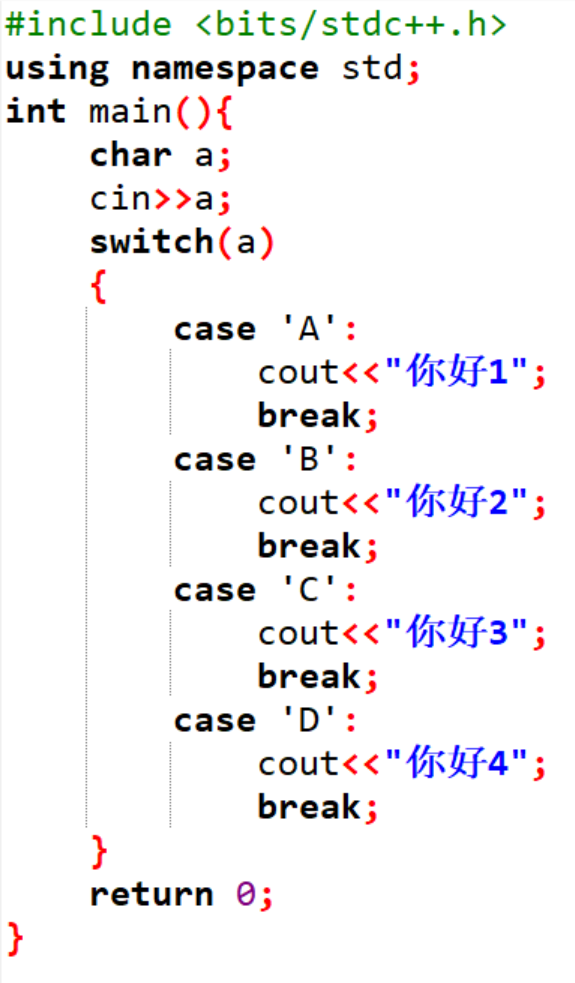 #include <bits/stdc++.h>
using namespace std;
int main(){
    char a;
    cin>>a;
    switch(a)
    {
        case 'A':
            cout<<"你好1";
            break;
        case 'B':
            cout<<"你好2";
            break;
        case 'C':
            cout<<"你好3";
            break;
        case 'D':
            cout<<"你好4";
            break;
    }
    return 0;
}